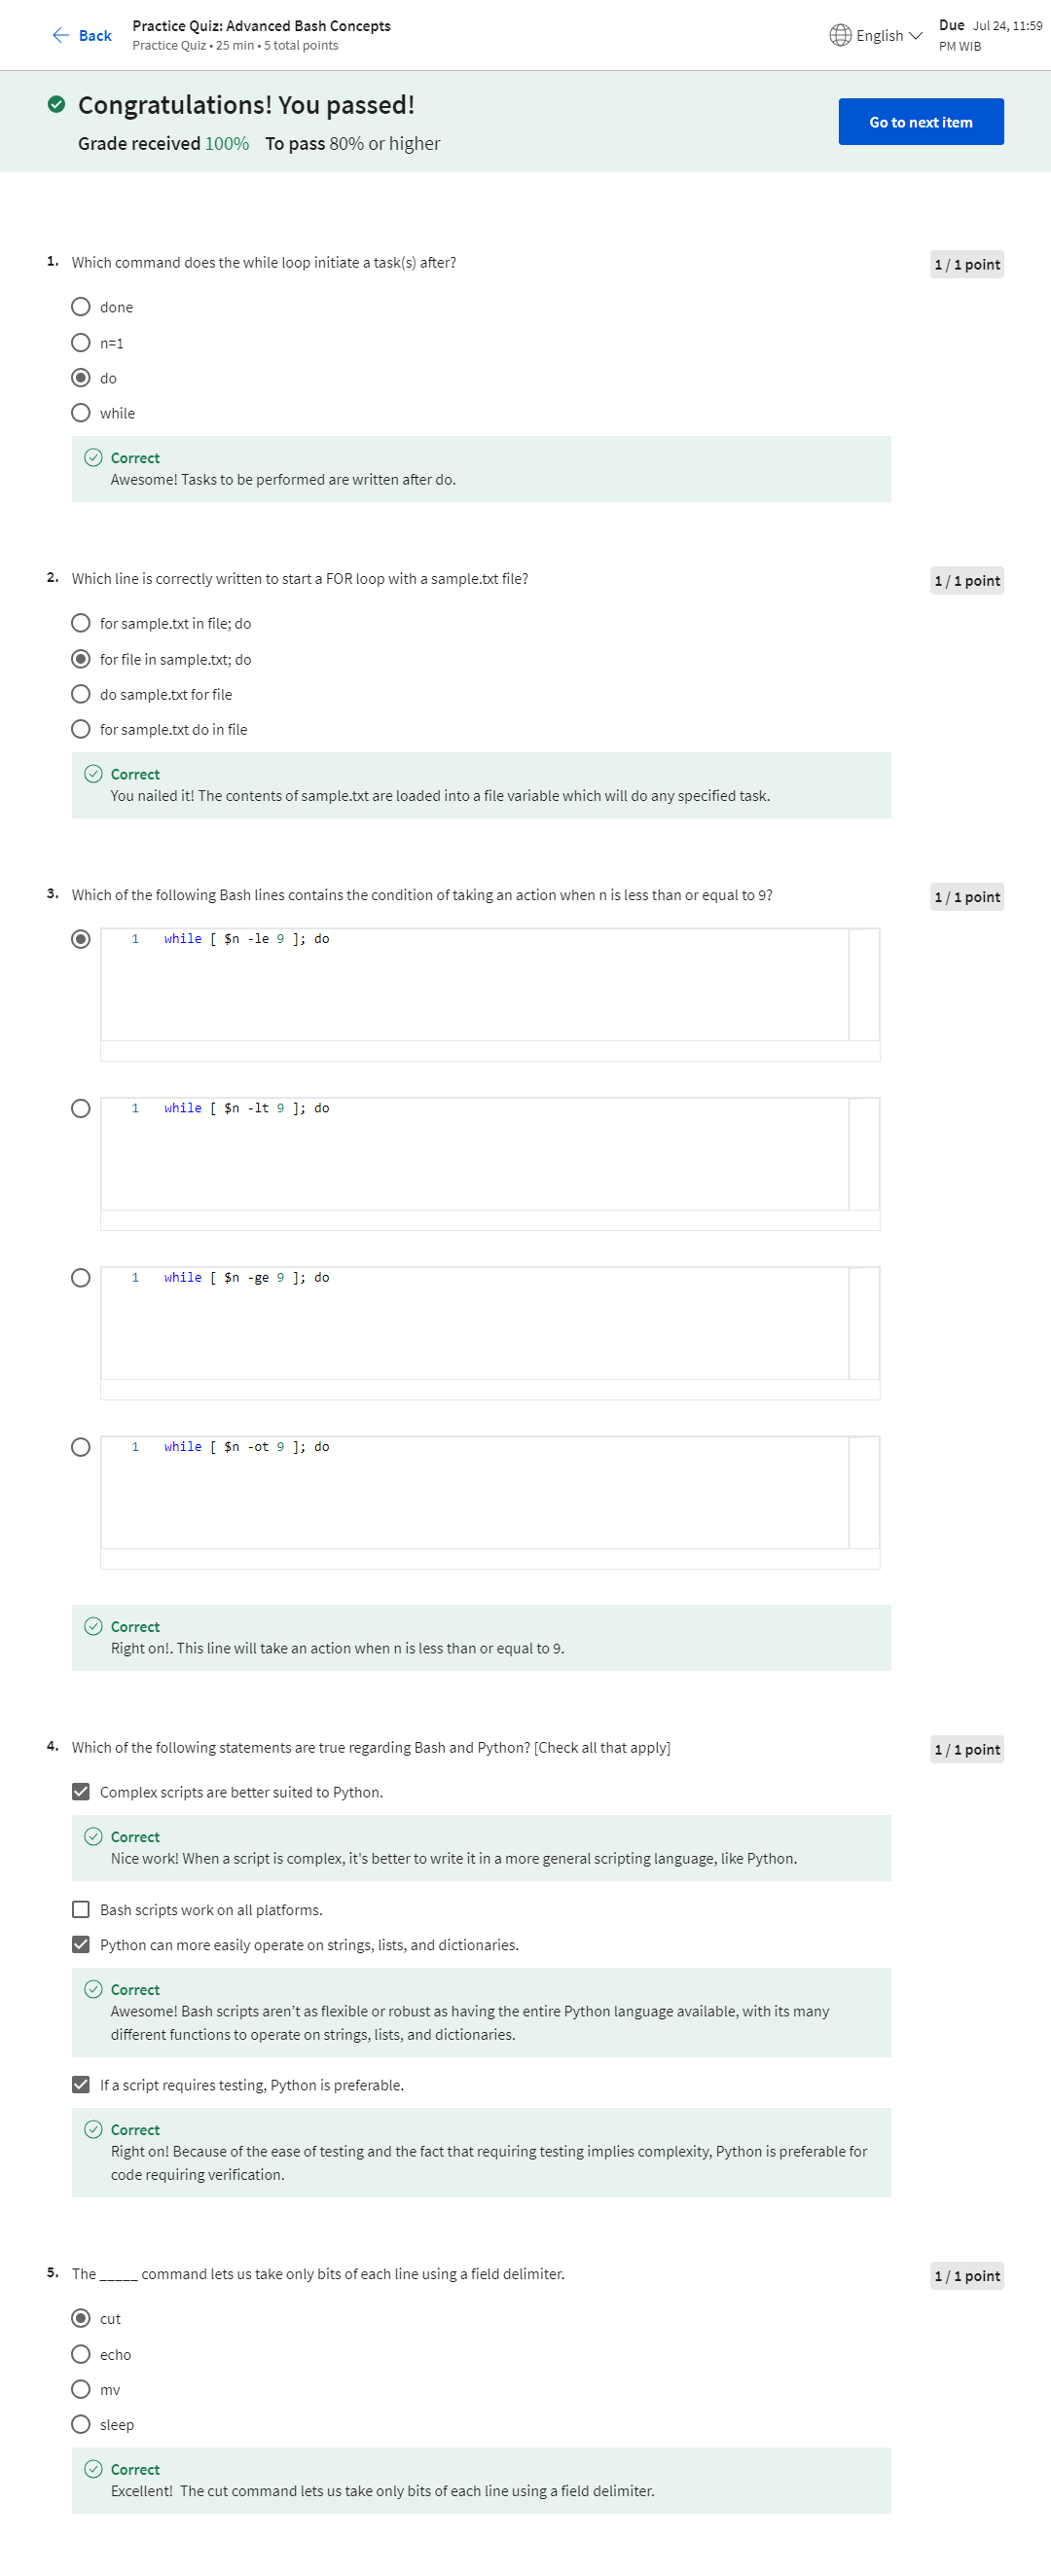 Back
Practice Quiz: Advanced Bash Concepts
Practice Quiz • 25 min • 5 total points
English
Due Jul 24, 11:59
PM WIB
Congratulations! You passed!
Grade received 100% To pass 80% or higher
Go to next item
1. Which command does the while loop initiate a task(s) after?
1 / 1 point
done
n=1
do
while
Correct
Awesome! Tasks to be performed are written after do.
2. Which line is correctly written to start a FOR loop with a sample.txt file?
1 / 1 point
for sample.txt in file; do
for file in sample.txt; do
do sample.txt for file
for sample.txt do in file
Correct
You nailed it! The contents of sample.txt are loaded into a file variable which will do any specified task.
3. Which of the following Bash lines contains the condition of taking an action when n is less than or equal to 9?
1 / 1 point
1 while [ $n -le 9 ]; do
1 while [ $n -lt 9 ]; do
1 while [ $n -ge 9 ]; do
1 while [ $n -ot 9 ]; do
Correct
Right on!. This line will take an action when n is less than or equal to 9.
4. Which of the following statements are true regarding Bash and Python? [Check all that apply]
1 / 1 point
Complex scripts are better suited to Python.
Correct
Nice work! When a script is complex, it's better to write it in a more general scripting language, like Python.
Bash scripts work on all platforms.
Python can more easily operate on strings, lists, and dictionaries.
Correct
Awesome! Bash scripts aren’t as flexible or robust as having the entire Python language available, with its many
different functions to operate on strings, lists, and dictionaries.
If a script requires testing, Python is preferable.
Correct
Right on! Because of the ease of testing and the fact that requiring testing implies complexity, Python is preferable for
code requiring verification.
5. The _____ command lets us take only bits of each line using a field delimiter.
1 / 1 point
cut
echo
mv
sleep
Correct
Excellent! The cut command lets us take only bits of each line using a field delimiter.